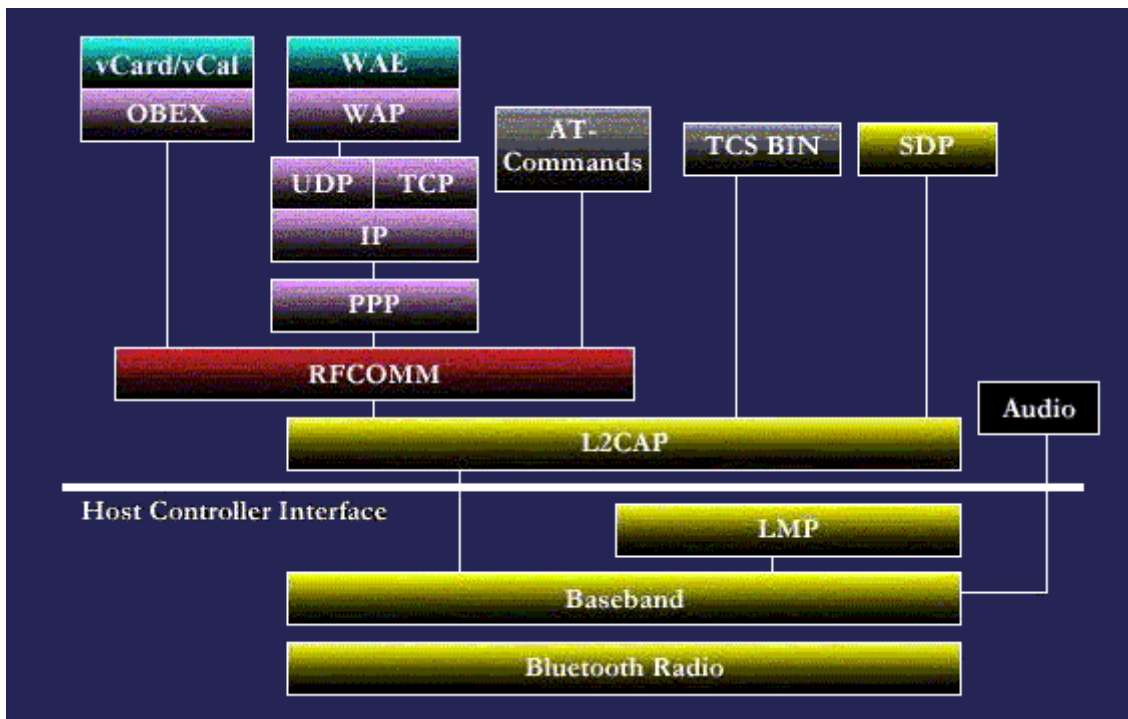 vCard/vCal
OBEX
WAE
WAP
AT-
Commands
TCS BIN
SDP
UDP
TCP
IP
PPP
RFCOMM
Audio
L2CAP
Host Controller Interface
LMP
Baseband
Bluetooth Radio